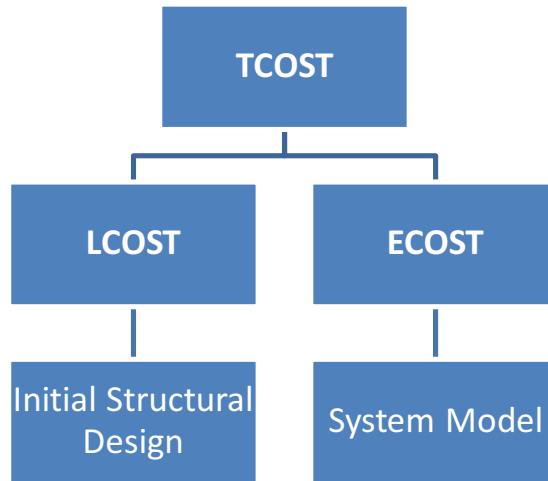 TCOST
LCOST
ECOST
Initial Structural
Design
System Model